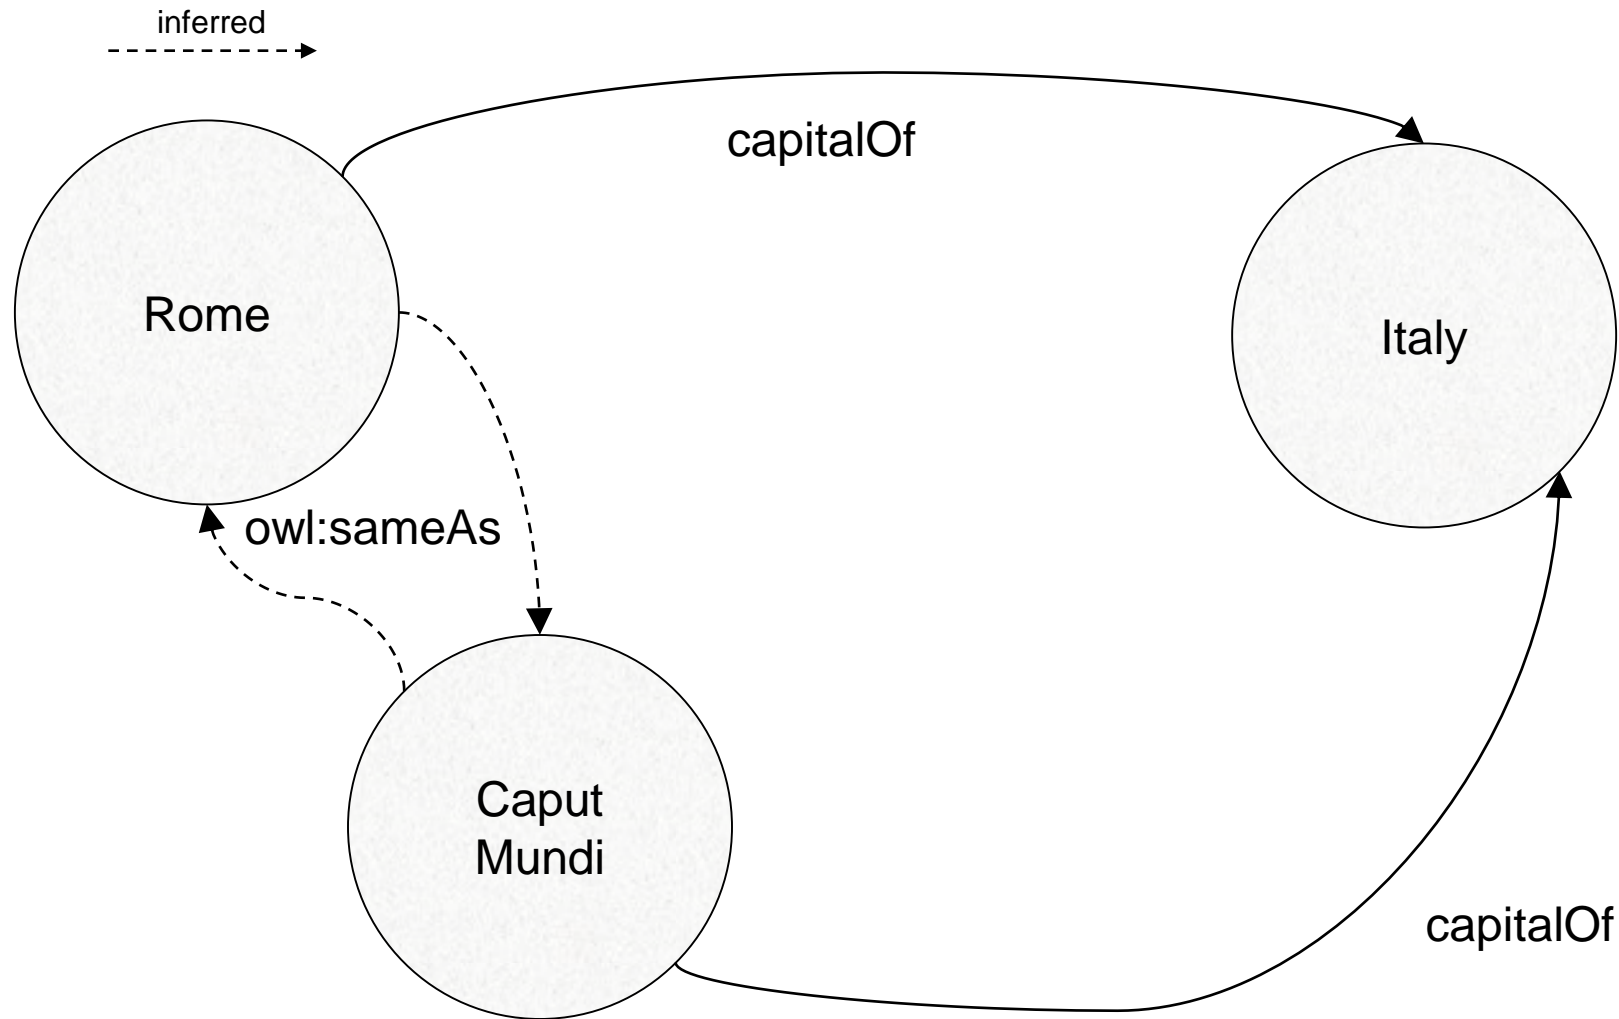 inferred
capitalOf
Rome
Italy
owl:sameAs
Caput
Mundi
capitalOf